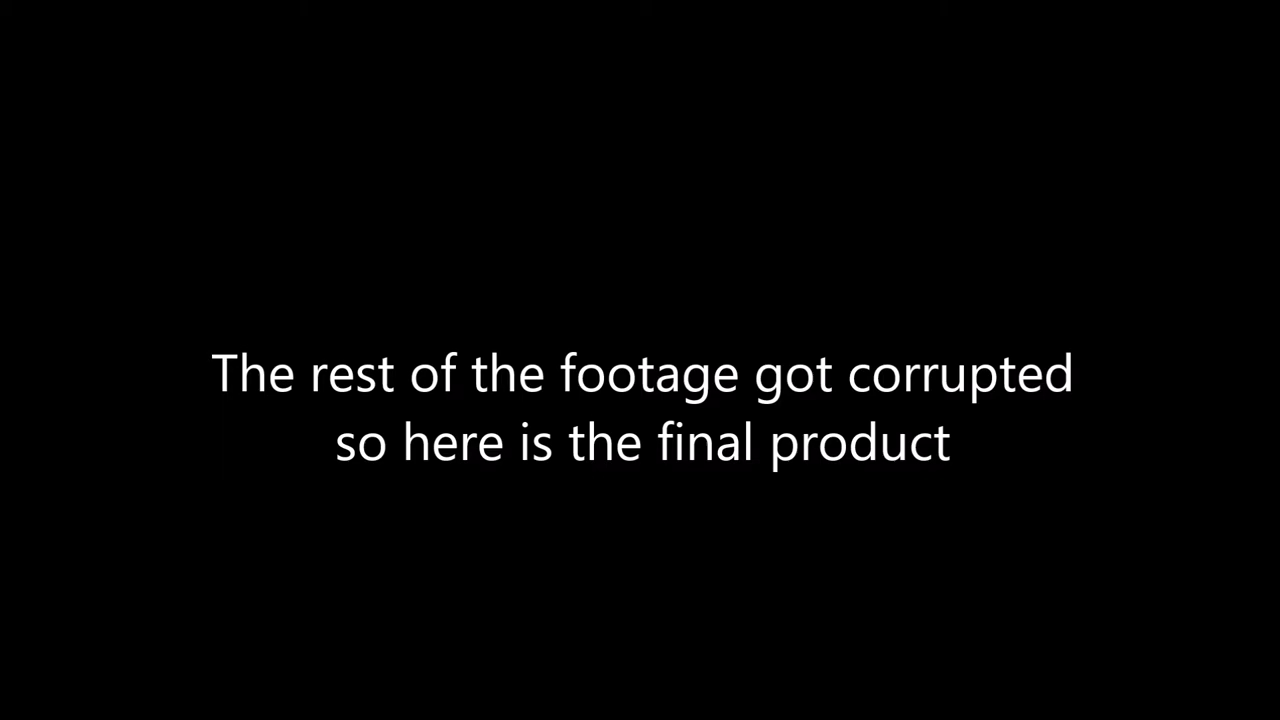 The rest of the footage got corrupted
so here is the final product